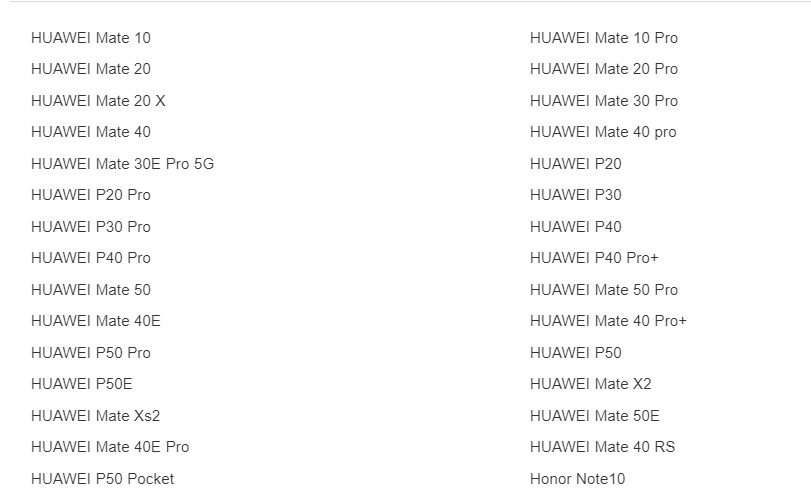 HUAWEI Mate 10
HUAWEI Mate 10 Pro
HUAWEI Mate 20
HUAWEI Mate 20 Pro
HUAWEI Mate 20 X
HUAWEI Mate 30 Pro
HUAWEI Mate 40
HUAWEI Mate 40 pro
HUAWEI Mate 30E Pro 5G
HUAWEI P20
HUAWEI P20 Pro
HUAWEI P30
HUAWEI P30 Pro
HUAWEI P40
HUAWEI P40 Pro
HUAWEI P40 Pro+
HUAWEI Mate 50
HUAWEI Mate 50 Pro
HUAWEI Mate 40E
HUAWEI Mate 40 Pro+
HUAWEI P50 Pro
HUAWEI P50
HUAWEI P50E
HUAWEI Mate X2
HUAWEI Mate Xs2
HUAWEI Mate 50E
HUAWEI Mate 40E Pro
HUAWEI Mate 40 RS
HUAWEI P50 Pocket
Honor Note10